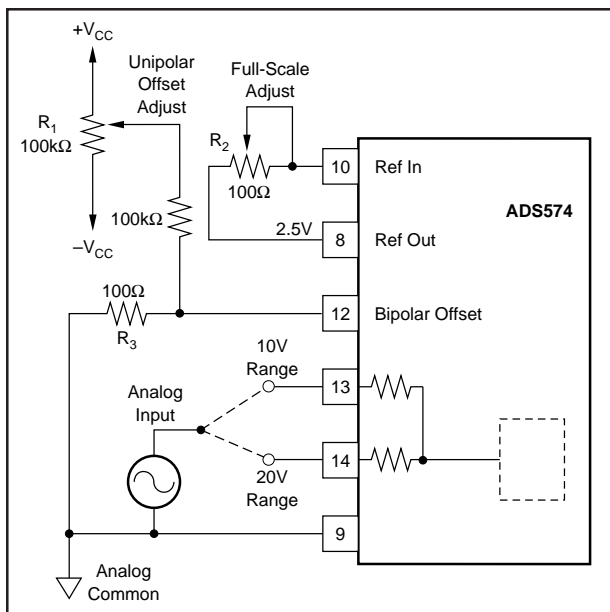 +VCC
Unipolar
Offset
Adjust
Full-Scale
Adjust
R1
100kΩ
R2
100Ω
10 Ref In
ADS574
100kΩ
2.5V
8 Ref Out
–VCC
100Ω
R3
12 Bipolar Offset
10V
Range
13
Analog
Input
14
20V
Range
9
Analog
Common